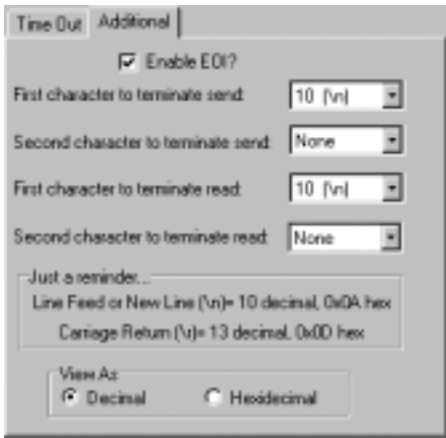 Time Out Additional
Enable EOI?
First character to terminate send: 10 (\n)
Second character to terminate send: None
First character to terminate read: 10 (\n)
Second character to terminate read: None
Just a reminder...
Line Feed or New Line (\n)= 10 decimal, 0x0A hex
Carriage Return (\r)= 13 decimal, 0x0D hex
View As
Decimal Hexidecimal